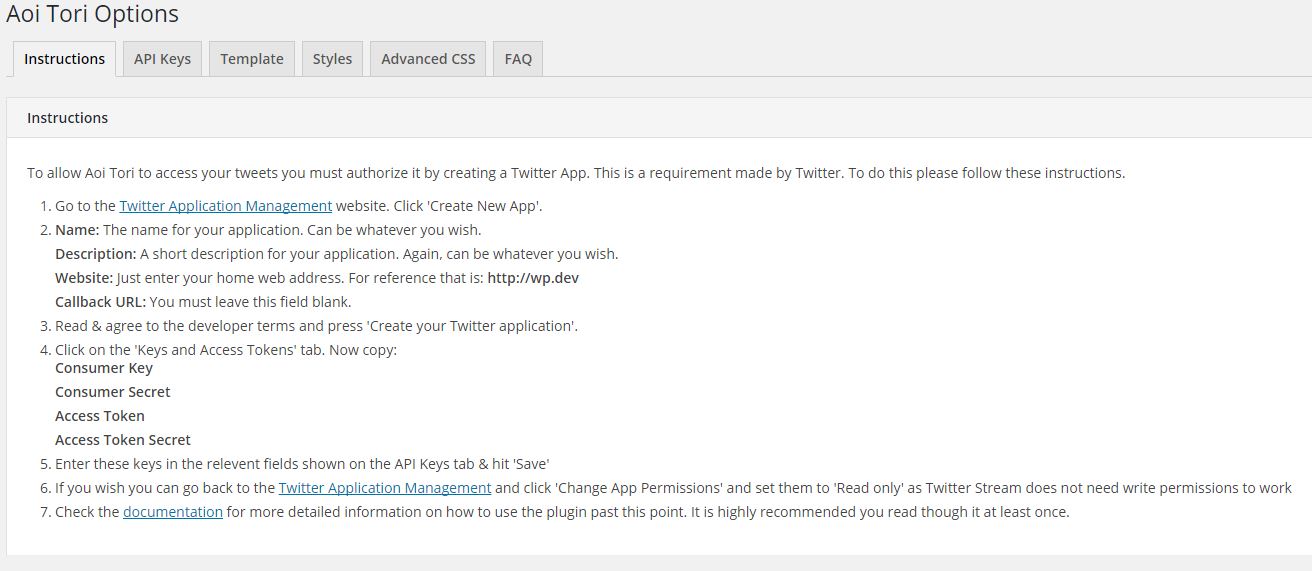 Aoi Tori Options
Instructions API Keys Template Styles Advanced CSS FAQ
Instructions
To allow Aoi Tori to access your tweets you must authorize it by creating a Twitter App. This is a requirement made by Twitter. To do this please follow these instructions.
1. Go to the Twitter Application Management website. Click 'Create New App'.
2. Name: The name for your application. Can be whatever you wish.
Description: A short description for your application. Again, can be whatever you wish.
Website: Just enter your home web address. For reference that is: http://wp.dev
Callback URL: You must leave this field blank.
3. Read & agree to the developer terms and press 'Create your Twitter application'.
4. Click on the 'Keys and Access Tokens' tab. Now copy:
Consumer Key
Consumer Secret
Access Token
Access Token Secret
5. Enter these keys in the relevent fields shown on the API Keys tab & hit 'Save'
6. If you wish you can go back to the Twitter Application Management and click 'Change App Permissions' and set them to 'Read only' as Twitter Stream does not need write permissions to work
7. Check the documentation for more detailed information on how to use the plugin past this point. It is highly recommended you read though it at least once.